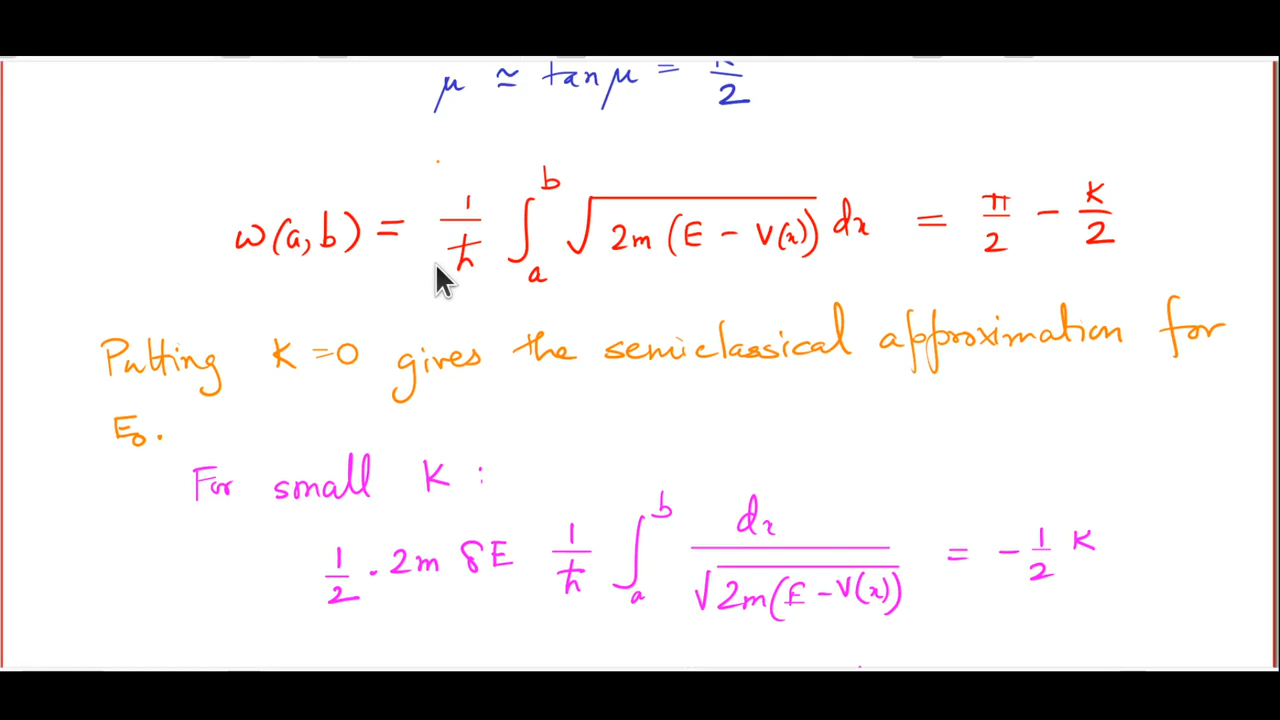 μ ≃ tan μ = K/2
ω(a,b) = 1/ħ ∫_a^b √(2m(E − V(x))) dx = π/2 − K/2
Putting K=0 gives the semiclassical approximation for
E₀.
For small K :
1/2 · 2m δE 1/ħ ∫_a^b dx/√(2m(E − V(x))) = − 1/2 K